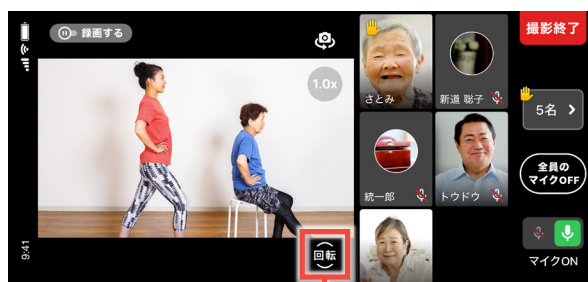 録画する
撮影終了
1.0x
さとみ
新道 聡子
5名
統一郎
トウドウ
全員の
マイクOFF
回転
マイクON
9:41